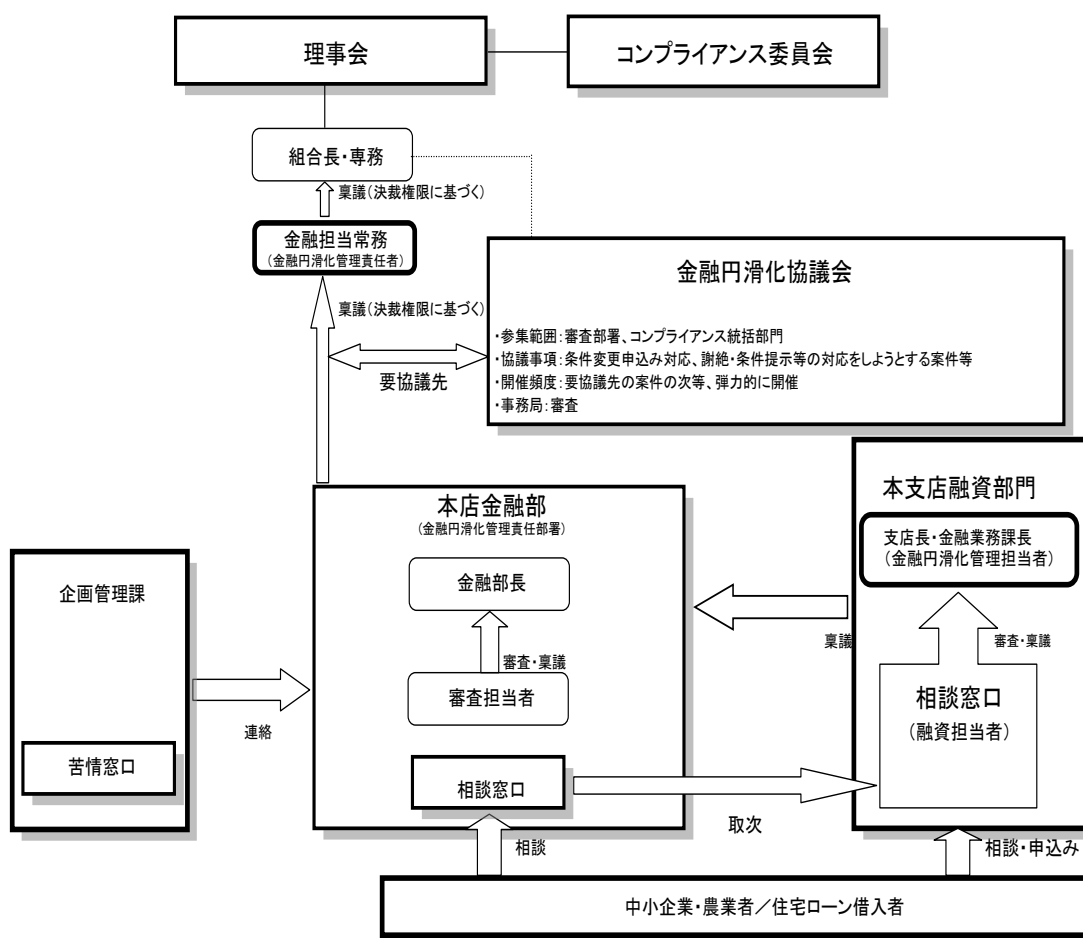 理事会
コンプライアンス委員会
組合長・専務
稟議(決裁権限に基づく)
金融担当常務
(金融円滑化管理責任者)
稟議(決裁権限に基づく)
要協議先
金融円滑化協議会
・参集範囲:審査部署、コンプライアンス統括部門
・協議事項:条件変更申込み対応、謝絶・条件提示等の対応をしようとする案件等
・開催頻度:要協議先の案件の次等、弾力的に開催
・事務局:審査
本支店融資部門
支店長・金融業務課長
(金融円滑化管理担当者)
審査・稟議
相談窓口
(融資担当者)
稟議
本店金融部
(金融円滑化管理責任部署)
金融部長
審査・稟議
審査担当者
相談窓口
企画管理課
苦情窓口
連絡
取次
相談
相談・申込み
中小企業・農業者/住宅ローン借入者